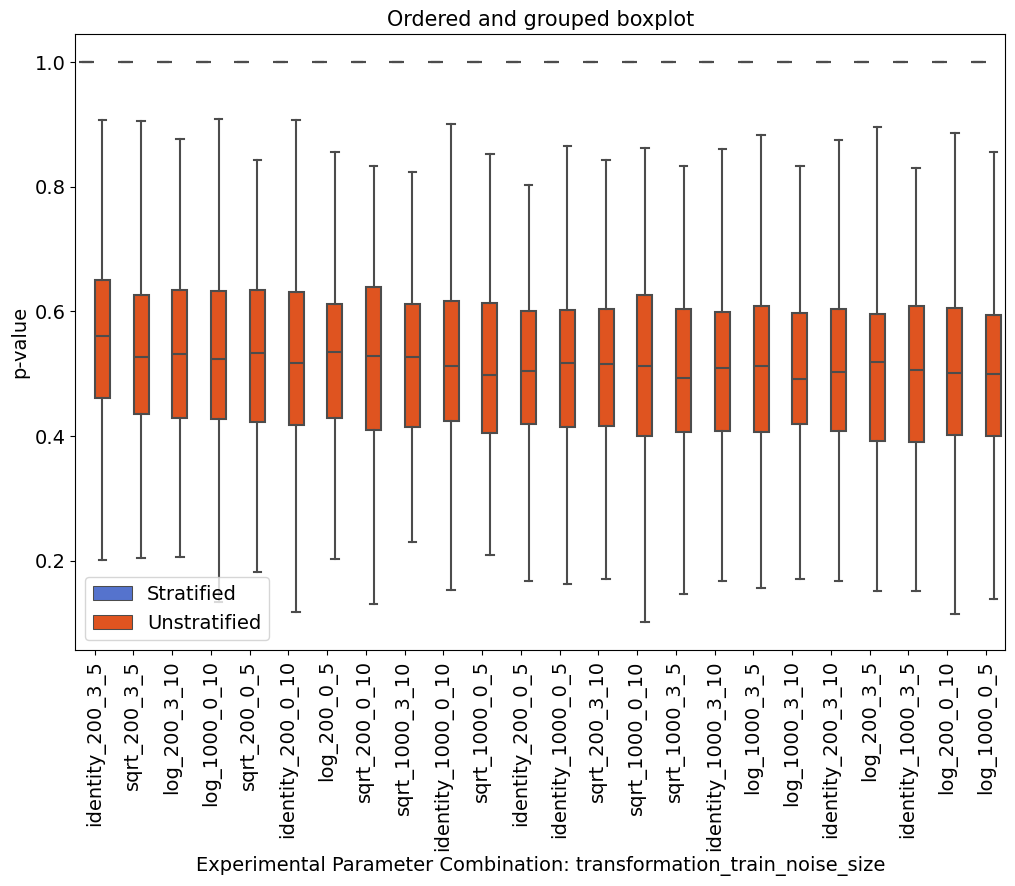 Ordered and grouped boxplot
p-value
1.0
0.8
0.6
0.4
0.2
Stratified
Unstratified
identity_200_3_5
sqrt_200_3_5
log_200_3_10
log_1000_0_10
sqrt_200_0_5
identity_200_0_10
log_200_0_5
sqrt_200_0_10
sqrt_1000_3_10
identity_1000_0_10
sqrt_1000_0_5
identity_200_0_5
identity_1000_0_5
sqrt_200_3_10
sqrt_1000_0_10
sqrt_1000_3_5
identity_1000_3_10
log_1000_3_5
log_1000_3_10
identity_200_3_10
log_200_3_5
identity_1000_3_5
log_200_0_10
log_1000_0_5
Experimental Parameter Combination: transformation_train_noise_size